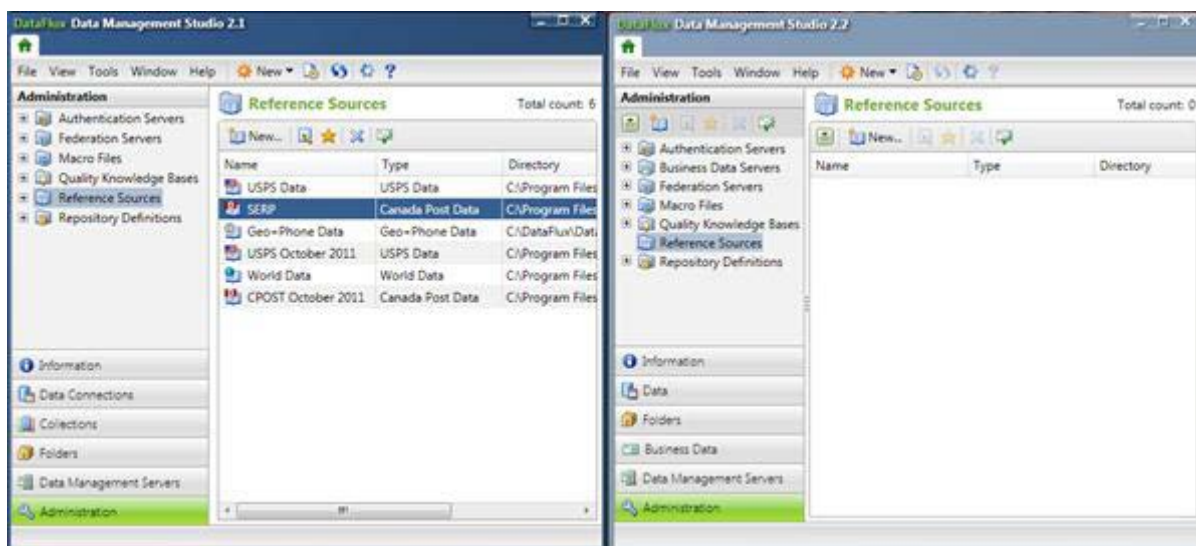 DataFlux Data Management Studio 2.1
File View Tools Window Help New
Administration
Authentication Servers
Federation Servers
Macro Files
Quality Knowledge Bases
Reference Sources
Repository Definitions
Information
Data Connections
Collections
Folders
Data Management Servers
Administration
Reference Sources Total count: 6
New...
Name Type Directory
USPS Data USPS Data C:\Program Files
SERP Canada Post Data C:\Program Files
Geo+Phone Data Geo+Phone Data C:\DataFlux\Data
USPS October 2011 USPS Data C:\Program Files
World Data World Data C:\Program Files
CPOST October 2011 Canada Post Data C:\Program Files
DataFlux Data Management Studio 2.2
File View Tools Window Help New
Administration
Authentication Servers
Business Data Servers
Federation Servers
Macro Files
Quality Knowledge Bases
Reference Sources
Repository Definitions
Information
Data
Folders
Business Data
Data Management Servers
Administration
Reference Sources Total count: 0
New...
Name Type Directory